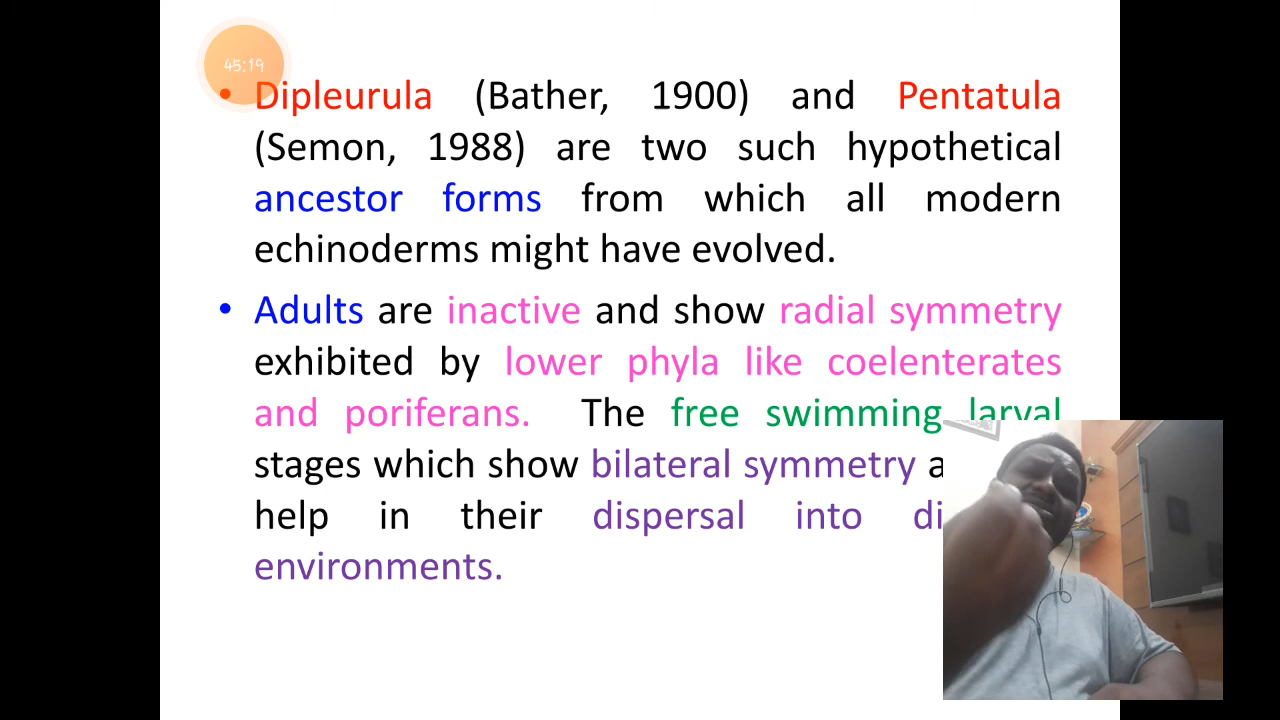 45:19
• Dipleurula (Bather, 1900) and Pentatula
(Semon, 1988) are two such hypothetical
ancestor forms from which all modern
echinoderms might have evolved.
• Adults are inactive and show radial symmetry
exhibited by lower phyla like coelenterates
and poriferans. The free swimming larval
stages which show bilateral symmetry
help in their dispersal into
environments.